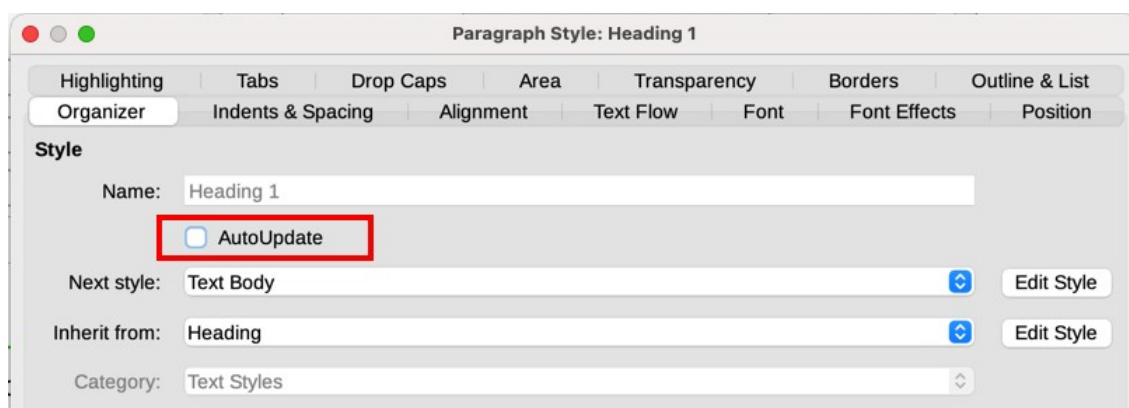 Paragraph Style: Heading 1
Highlighting Tabs Drop Caps Area Transparency Borders Outline & List
Organizer Indents & Spacing Alignment Text Flow Font Font Effects Position
Style
Name: Heading 1
AutoUpdate
Next style: Text Body Edit Style
Inherit from: Heading Edit Style
Category: Text Styles